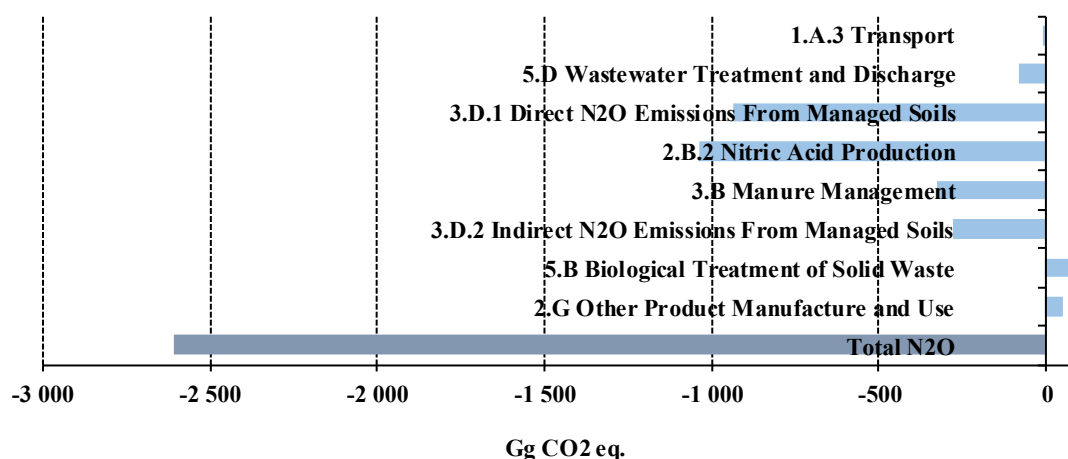 1.A.3 Transport
5.D Wastewater Treatment and Discharge
3.D.1 Direct N2O Emissions From Managed Soils
2.B.2 Nitric Acid Production
3.B Manure Management
3.D.2 Indirect N2O Emissions From Managed Soils
5.B Biological Treatment of Solid Waste
2.G Other Product Manufacture and Use
Total N2O
-3 000 -2 500 -2 000 -1 500 -1 000 -500 0
Gg CO2 eq.